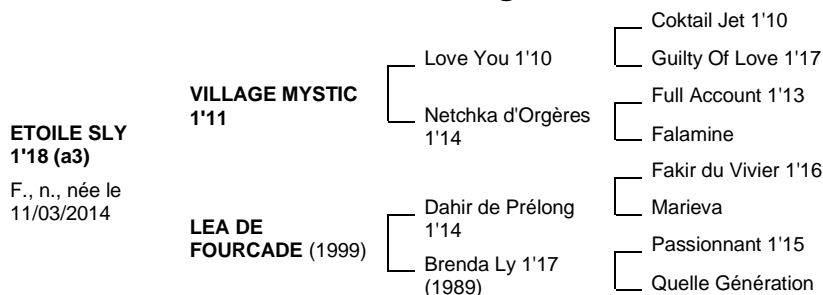 ETOILE SLY
1'18 (a3)
F., n., née le
11/03/2014
VILLAGE MYSTIC
1'11
LEA DE
FOURCADE (1999)
Love You 1'10
Netchka d'Orgères
1'14
Dahir de Prélong
1'14
Brenda Ly 1'17
(1989)
Coktail Jet 1'10
Guilty Of Love 1'17
Full Account 1'13
Falamine
Fakir du Vivier 1'16
Marieva
Passionnant 1'15
Quelle Génération